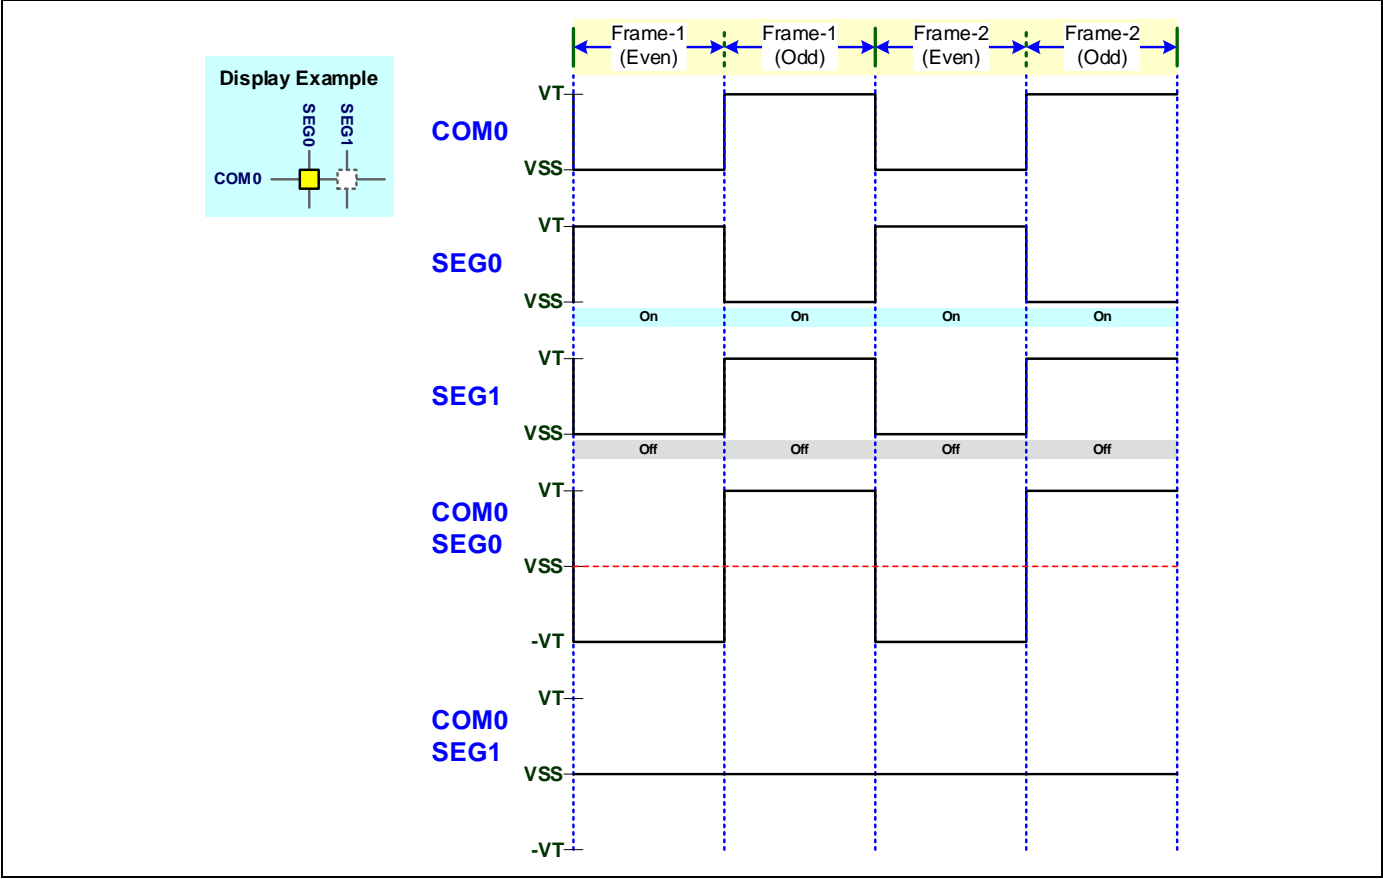 Frame-1 Frame-1 Frame-2 Frame-2
(Even) (Odd) (Even) (Odd)
Display Example
SEG0 SEG1
COM0
COM0
VT
VSS
SEG0
VT
VSS
On On On On
SEG1
VT
VSS
Off Off Off Off
COM0
SEG0
VT
VSS
-VT
COM0
SEG1
VT
VSS
-VT